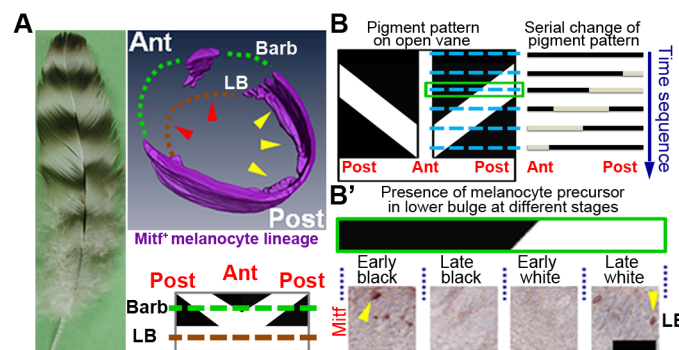 A
Ant
Barb
LB
Post
Mitf+ melanocyte lineage
Post Ant Post
Barb
LB
B
Pigment pattern
on open vane
Serial change of
pigment pattern
Time sequence
Post Ant Post
Ant Post
B'
Presence of melanocyte precursor
in lower bulge at different stages
Early
black
Late
black
Early
white
Late
white
Mitf
LB